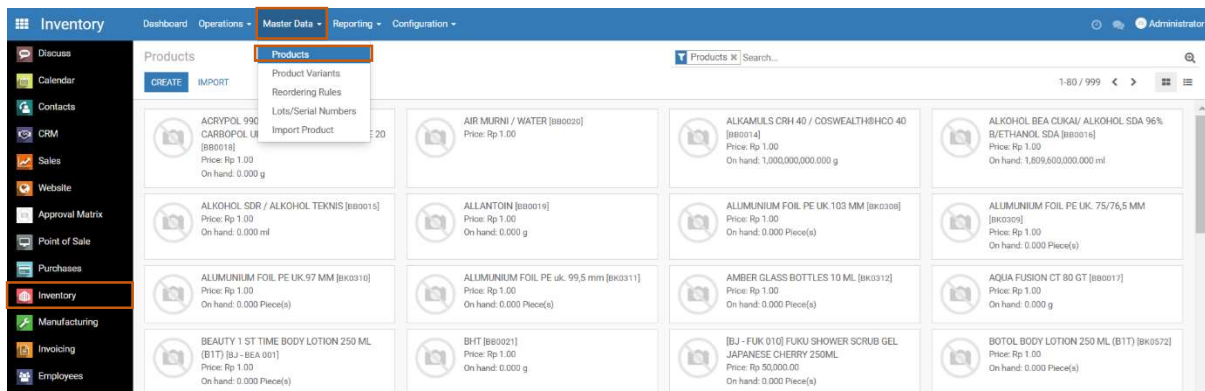 Inventory
Dashboard Operations Master Data Reporting Configuration
Administrator
Discuss
Calendar
Contacts
CRM
Sales
Website
Approval Matrix
Point of Sale
Purchases
Inventory
Manufacturing
Invoicing
Employees
Products
Products Search...
CREATE IMPORT
1-80 / 999
Products
Product Variants
Reordering Rules
Lots/Serial Numbers
Import Product
ACRYPOL 990
CARBOPOL E 20
[BB0018]
Price: Rp 1.00
On hand: 0.000 g
AIR MURNI / WATER [BB0020]
Price: Rp 1.00
ALKAMULS CRH 40 / COSWEALTH®HCO 40
[BB0014]
Price: Rp 1.00
On hand: 1,000,000,000.000 g
ALKOHOL BEA CUKAI/ ALKOHOL SDA 96%
B/ETHANOL SDA [BB0016]
Price: Rp 1.00
On hand: 1,809,600,000.000 ml
ALKOHOL SDR / ALKOHOL TEKNIS [BB0015]
Price: Rp 1.00
On hand: 0.000 ml
ALLANTOIN [BB0019]
Price: Rp 1.00
On hand: 0.000 g
ALUMUNIUM FOIL PE UK.103 MM [BK0308]
Price: Rp 1.00
On hand: 0.000 Piece(s)
ALUMUNIUM FOIL PE UK. 75/76,5 MM
[BK0309]
Price: Rp 1.00
On hand: 0.000 Piece(s)
ALUMUNIUM FOIL PE UK.97 MM [BK0310]
Price: Rp 1.00
On hand: 0.000 Piece(s)
ALUMUNIUM FOIL PE uk. 99,5 mm [BK0311]
Price: Rp 1.00
On hand: 0.000 Piece(s)
AMBER GLASS BOTTLES 10 ML [BK0312]
Price: Rp 1.00
On hand: 0.000 Piece(s)
AQUA FUSION CT 80 GT [BB0017]
Price: Rp 1.00
On hand: 0.000 g
BEAUTY 1 ST TIME BODY LOTION 250 ML
(B1T) [BJ - BEA 001]
Price: Rp 1.00
On hand: 0.000 Piece(s)
BHT [BB0021]
Price: Rp 1.00
On hand: 0.000 g
[BJ - FUK 010] FUKU SHOWER SCRUB GEL
JAPANESE CHERRY 250ML
Price: Rp 50,000.00
On hand: 0.000 Piece(s)
BOTOL BODY LOTION 250 ML (B1T) [BK0572]
Price: Rp 1.00
On hand: 0.000 Piece(s)